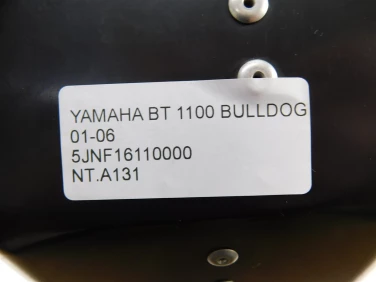 YAMAHA BT 1100 BULLDOG
01-06
5JNF16110000
NT.A131